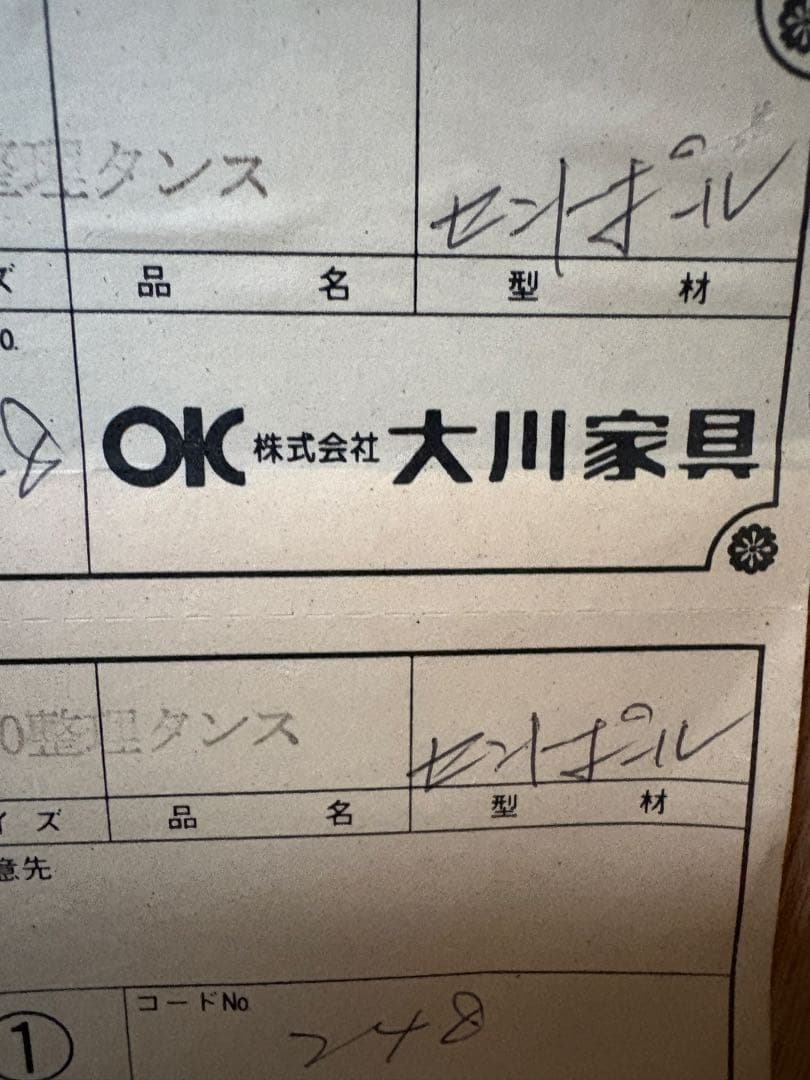 整理タンス セントポール
ズ 品名 型材
o.
8 OK 株式会社 大川家具
0整理タンス セントポール
イズ 品名 型材
意先
① コードNo. 248